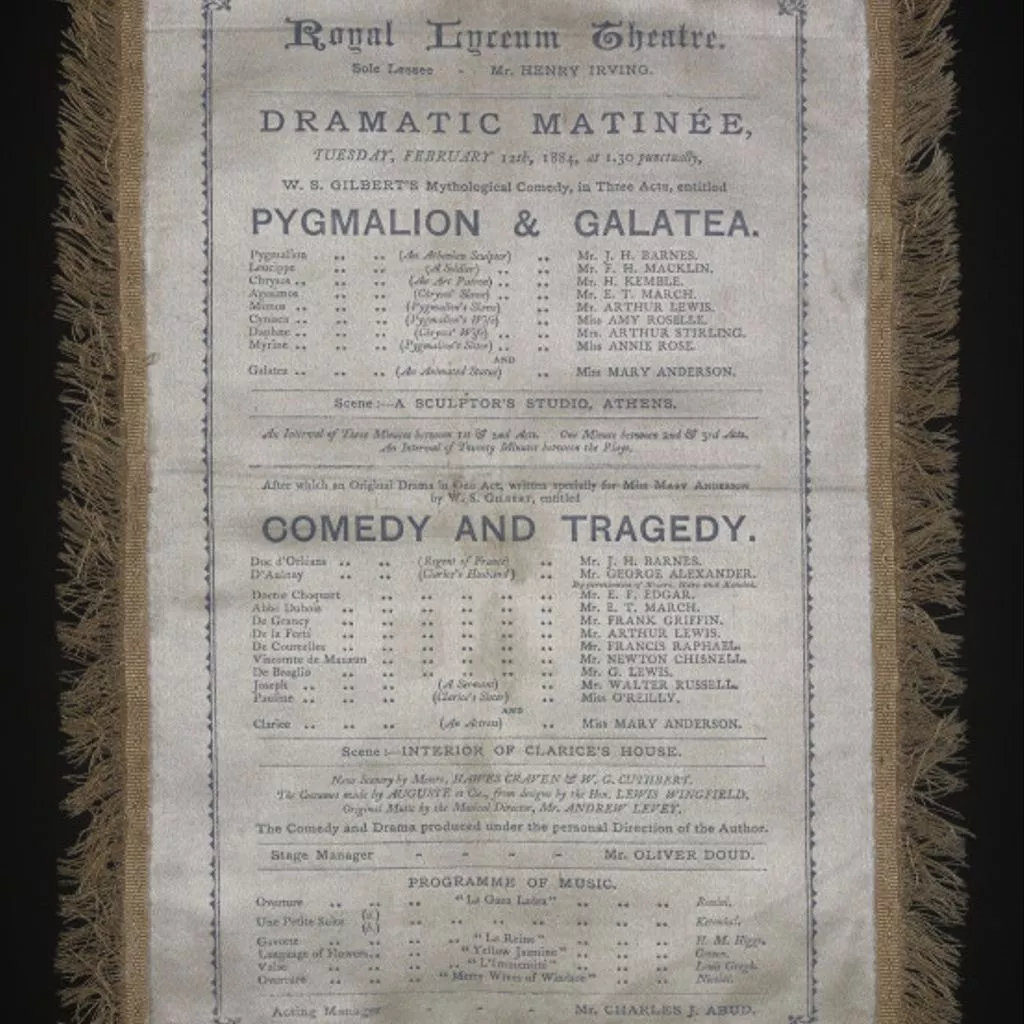 Royal Lyceum Theatre.
Sole Lessee - Mr. HENRY IRVING.
DRAMATIC MATINÉE,
TUESDAY, FEBRUARY 12th, 1884, at 1.30 punctually,
W. S. GILBERT'S Mythological Comedy, in Three Acts, entitled
PYGMALION & GALATEA.
Pygmalion .. .. (An Athenian Sculptor) .. Mr. J. H. BARNES.
Leucippe .. .. (A Soldier) .. .. Mr. F. H. MACKLIN.
Chrysos .. .. .. (An Art Patron) .. Mr. H. KEMBLE.
Agesimos .. .. (Chrysos' Slave) .. .. Mr. E. T. MARCH.
Mimos .. .. .. (Pygmalion's Slave) .. Mr. ARTHUR LEWIS.
Cynisca .. .. (Pygmalion's Wife) .. Miss AMY ROSELLE.
Daphne .. .. .. (Chrysos' Wife) .. .. Mrs. ARTHUR STIRLING.
Myrine .. .. .. (Pygmalion's Sister) .. Miss ANNIE ROSE.
AND
Galatea .. .. .. (An Animated Statue) .. Miss MARY ANDERSON.
Scene :—A SCULPTOR'S STUDIO, ATHENS.
An Interval of Three Minutes between 1st & 2nd Acts. One Minute between 2nd & 3rd Acts.
An Interval of Twenty Minutes between the Plays.
After which an Original Drama in One Act, written specially for Miss MARY ANDERSON
by W. S. GILBERT, entitled
COMEDY AND TRAGEDY.
Duc d'Orleans .. .. (Regent of France) .. Mr. J. H. BARNES.
D'Aulnay .. .. (Clarice's Husband) .. Mr. GEORGE ALEXANDER.
By permission of Messrs. Hare and Kendal.
Doctor Choquet .. .. .. .. .. Mr. E. F. EDGAR.
Abbé Dubois .. .. .. .. .. .. Mr. E. T. MARCH.
De Grancy .. .. .. .. .. .. Mr. FRANK GRIFFIN.
De la Ferté .. .. .. .. .. .. Mr. ARTHUR LEWIS.
De Courcelles .. .. .. .. .. .. Mr. FRANCIS RAPHAEL.
Vincomte de .. .. .. .. .. Mr. NEWTON CHISNELL.
De Broglio .. .. .. .. .. .. Mr. G. LEWIS.
Joseph .. .. .. (A Servant) .. Mr. WALTER RUSSELL.
Pauline .. .. .. (Clarice's Sister) .. Miss O'REILLY.
AND
Clarice .. .. .. (An Actress) .. Miss MARY ANDERSON.
Scene :—INTERIOR OF CLARICE'S HOUSE.
New Scenery by Messrs. HAWES CRAVEN & W. G. CUTHBERT.
The Costumes made by AUGUSTE et Cie., from designs by the Hon. LEWIS WINGFIELD.
Original Music by the Musical Director, Mr. ANDREW LEVEY.
The Comedy and Drama produced under the personal Direction of the Author.
Stage Manager - - - - Mr. OLIVER DOUD.
PROGRAMME OF MUSIC.
Overture .. .. .. "La Gazza Ladra" .. .. .. Rossini.
Une Petite Suite .. .. .. .. .. ..
Gavotte .. .. .. "La Reine" .. .. .. H. M. Higgs.
Language of Flowers .. .. "Yellow Jasmine" .. .. ..
Valse .. .. .. .. .. .. Louis Gregh.
Overture .. .. "Merry Wives of Windsor" .. .. Nicolai.
Acting Manager - - - - Mr. CHARLES J. ABUD.